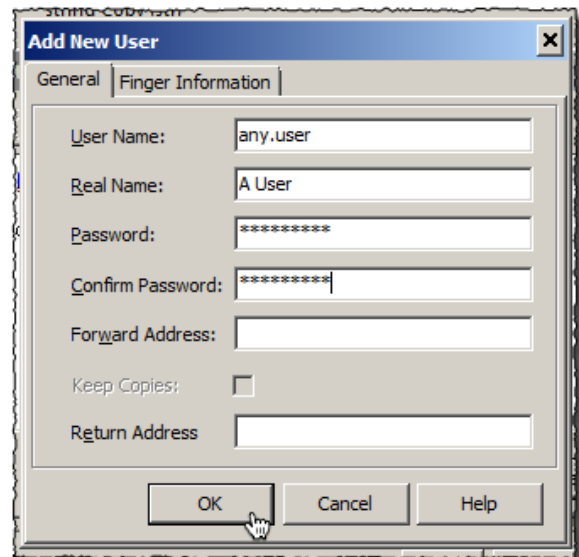 Add New User
General Finger Information
User Name: any.user
Real Name: A User
Password: *********
Confirm Password: *********
Forward Address:
Keep Copies:
Return Address
OK Cancel Help